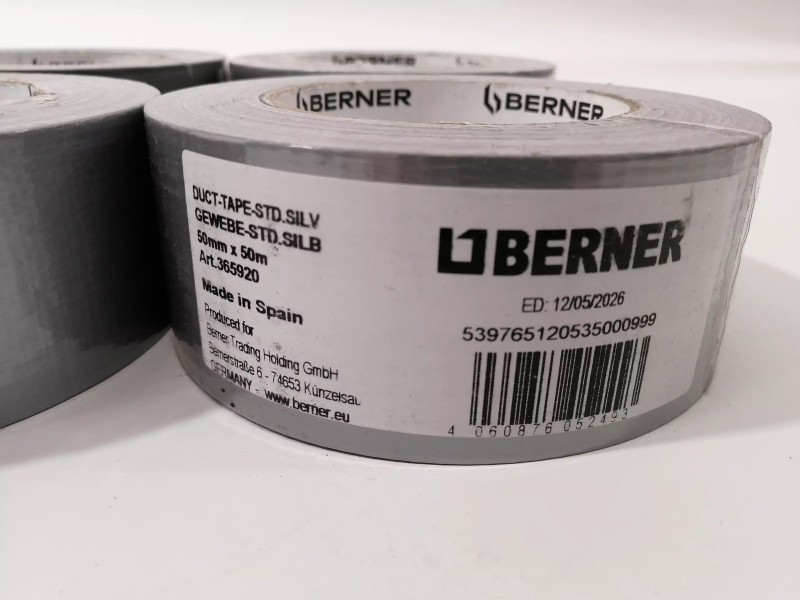 BERNER
BERNER
DUCT-TAPE-STD.SILV
GEWEBE-STD.SILB
50mm x 50m
Art.365920
Made in Spain
Produced for
Berner Trading Holding GmbH
Bernerstraße 6 - 74653 Künzelsau
GERMANY - www.berner.eu
BERNER
ED: 12/05/2026
539765120535000999
4 060876 052493